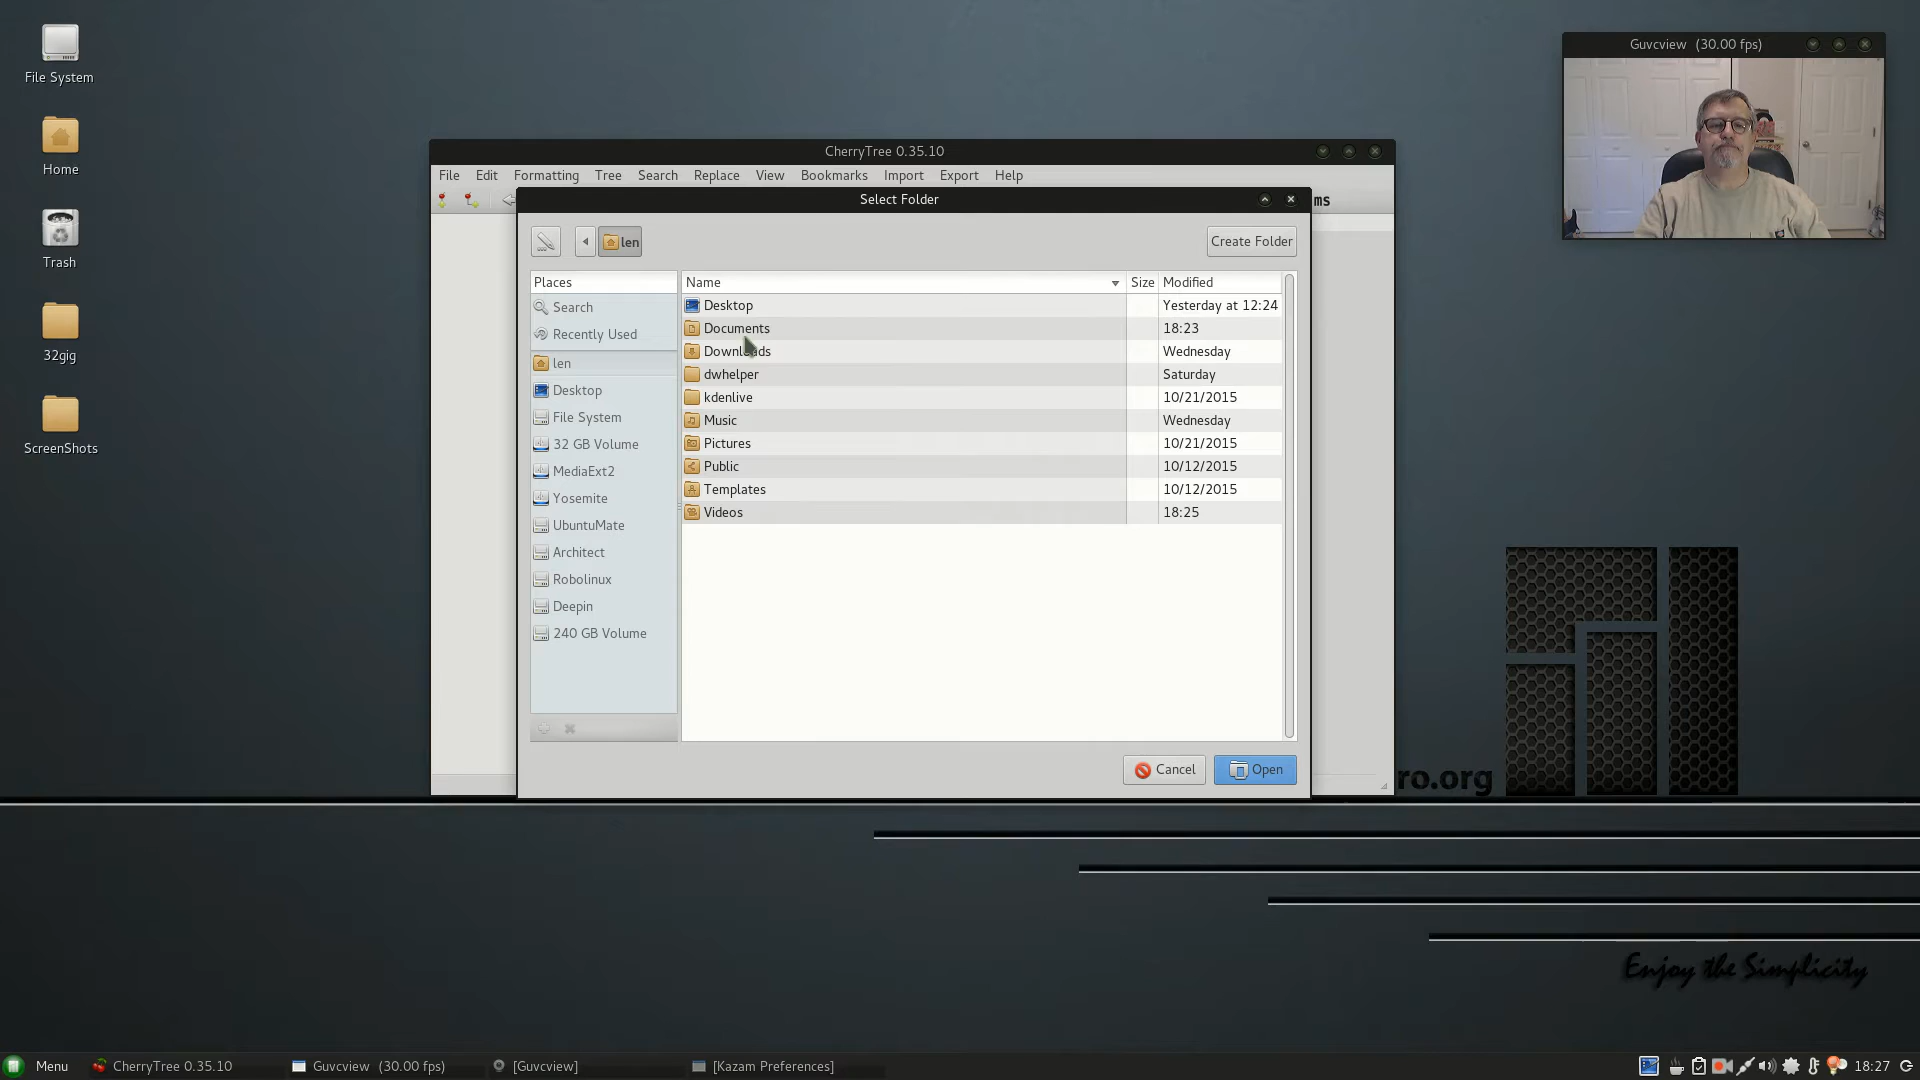 File System
Home
Trash
32gig
ScreenShots
Guvcview (30.00 fps)
CherryTree 0.35.10
File Edit Formatting Tree Search Replace View Bookmarks Import Export Help
ms
Select Folder
len
Create Folder
Places
Search
Recently Used
len
Desktop
File System
32 GB Volume
MediaExt2
Yosemite
UbuntuMate
Architect
Robolinux
Deepin
240 GB Volume
Name Size Modified
Desktop Yesterday at 12:24
Documents 18:23
Downloads Wednesday
dwhelper Saturday
kdenlive 10/21/2015
Music Wednesday
Pictures 10/21/2015
Public 10/12/2015
Templates 10/12/2015
Videos 18:25
Cancel Open
ro.org
Enjoy the Simplicity
Menu CherryTree 0.35.10 Guvcview (30.00 fps) [Guvcview] [Kazam Preferences] 18:27